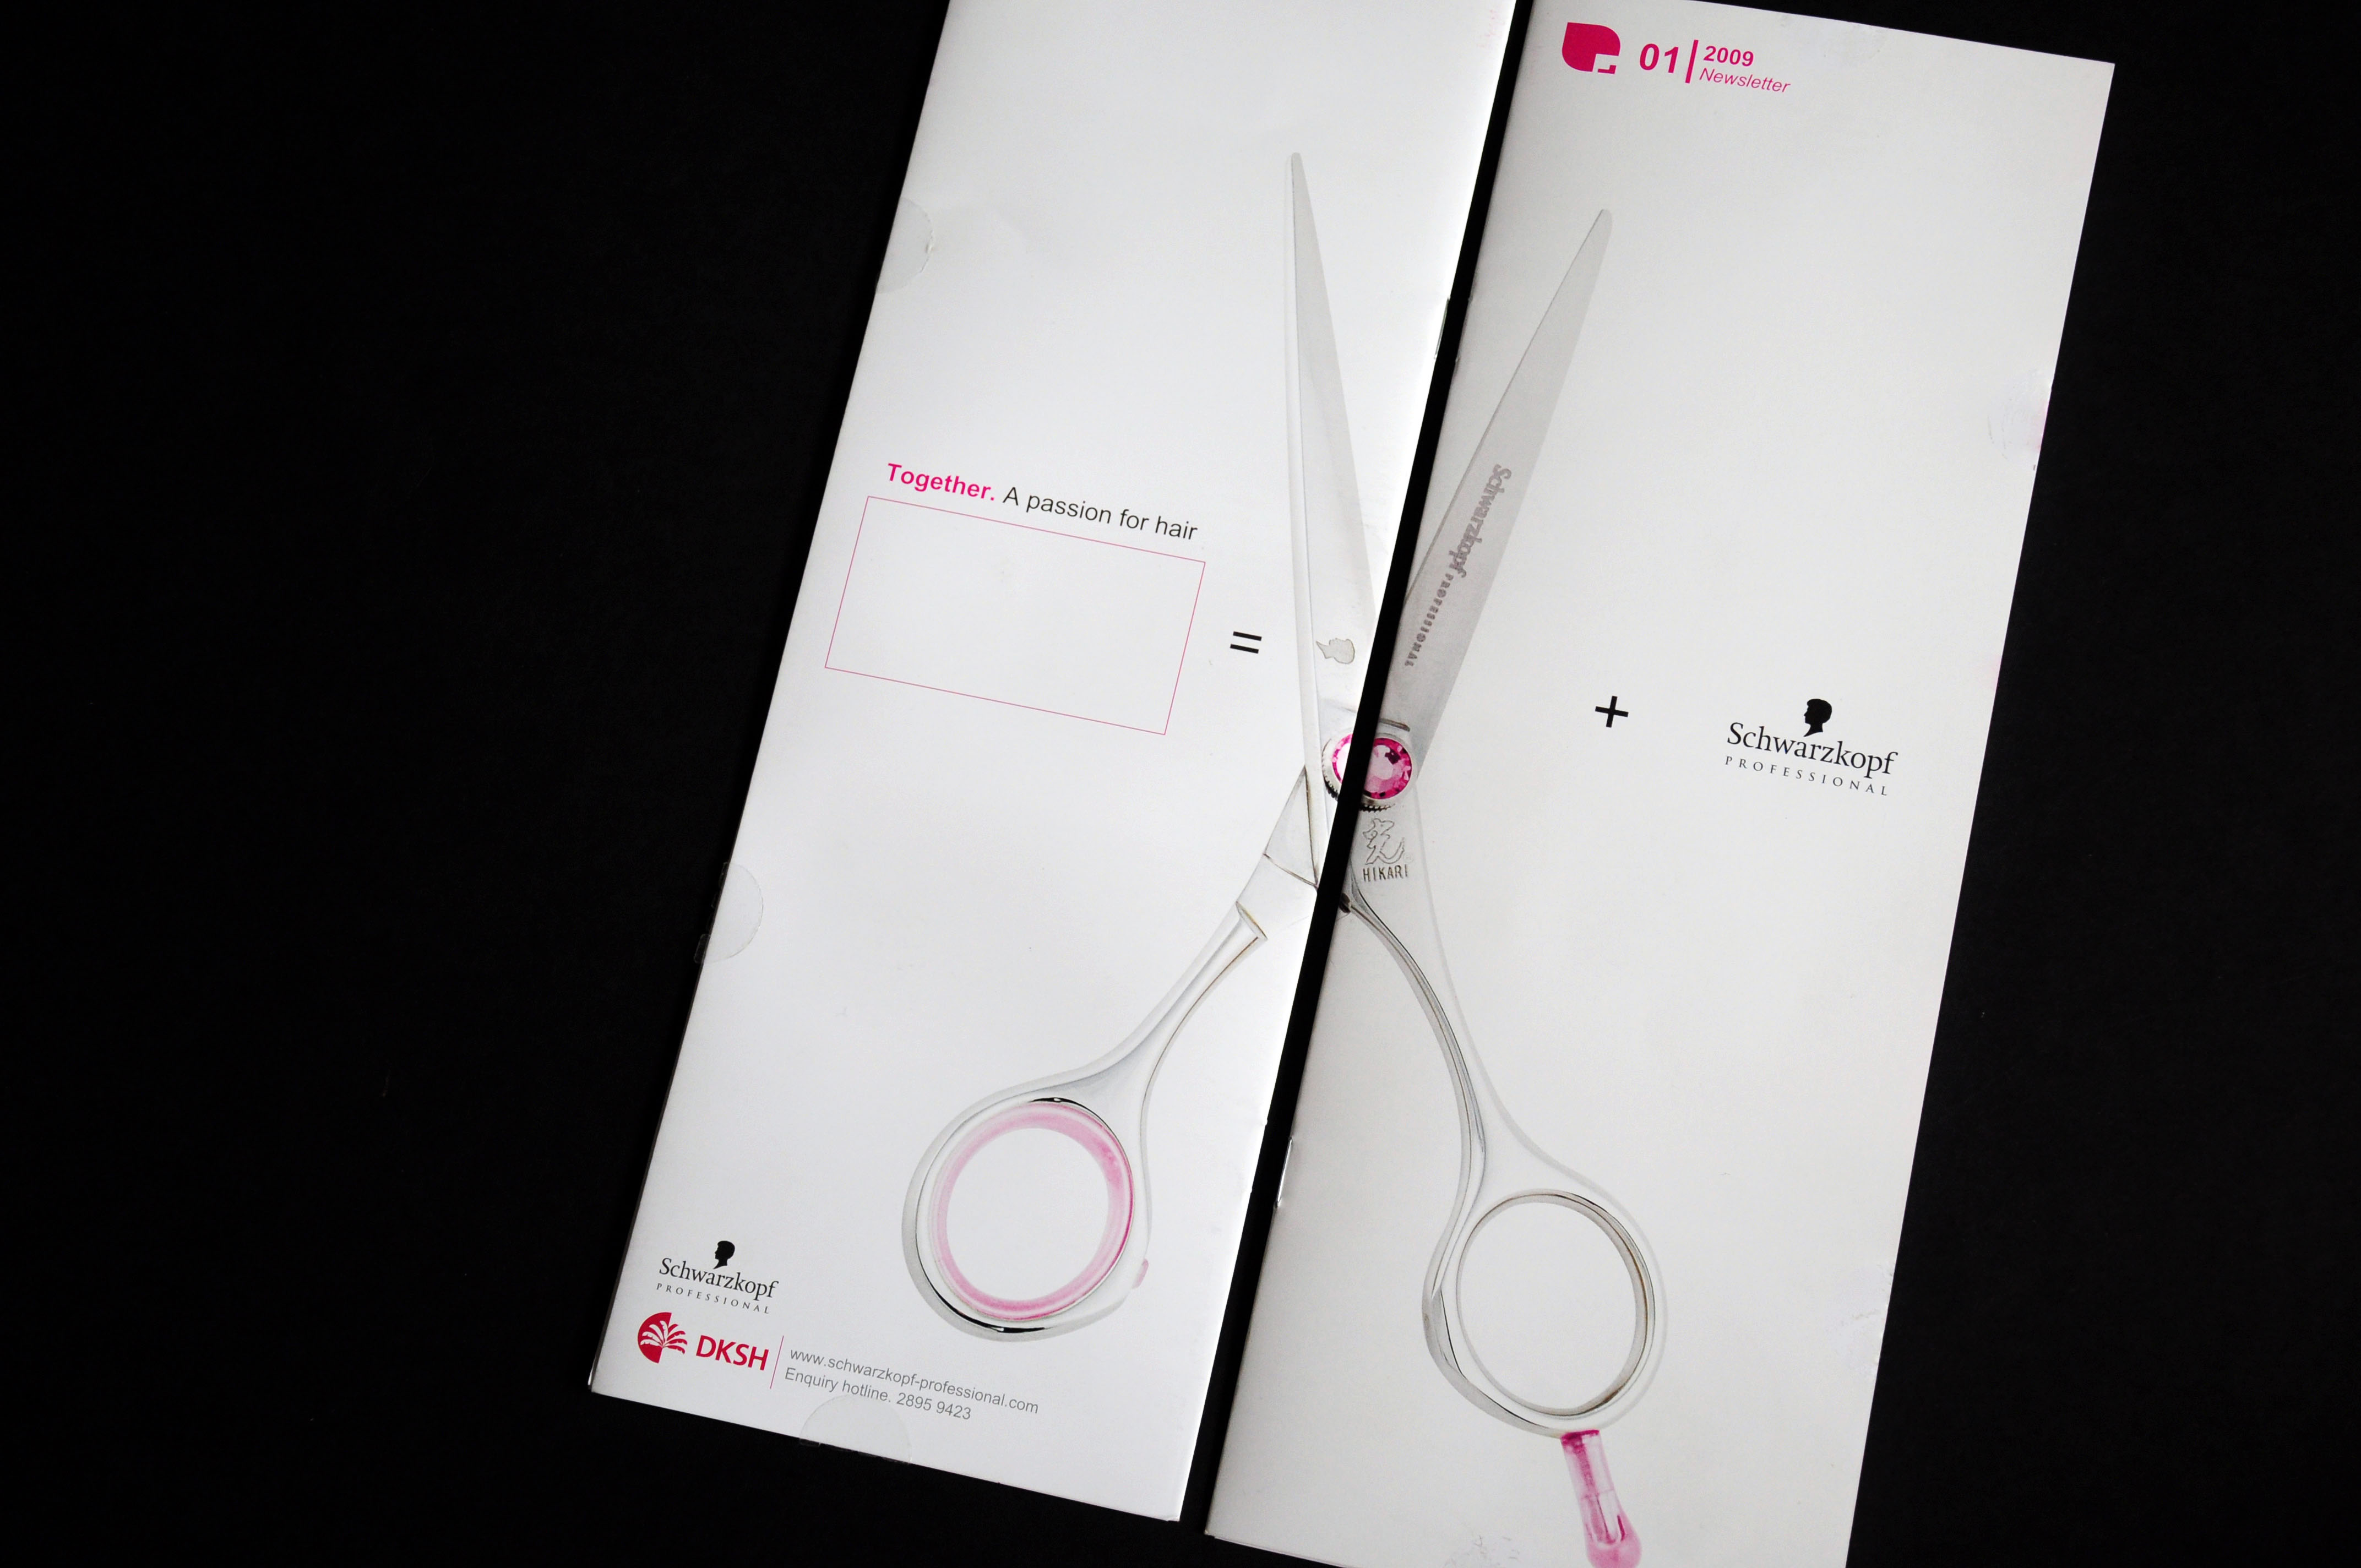 Together. A passion for hair
=
Schwarzkopf
PROFESSIONAL
DKSH
www.schwarzkopf-professional.com
Enquiry hotline. 2895 9423
01 | 2009
Newsletter
Schwarzkopf PROFESSIONAL
光
HIKARI
+
Schwarzkopf
PROFESSIONAL